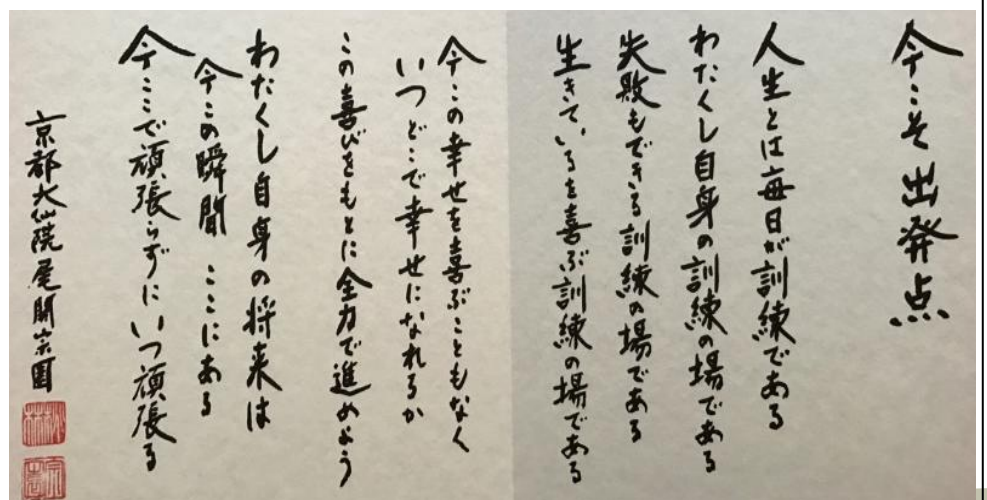 今こそ出発点
人生とは毎日が訓練である
わたくし自身の訓練の場である
失敗もできる訓練の場である
生きているを喜ぶ訓練の場である
今この幸せを喜ぶこともなく
いつどこで幸せになれるか
この喜びをもとに全力で進めよう
わたくし自身の将来は
今この瞬間 ここにある
今ここで頑張らずにいつ頑張る
京都大仙院尾関宗園